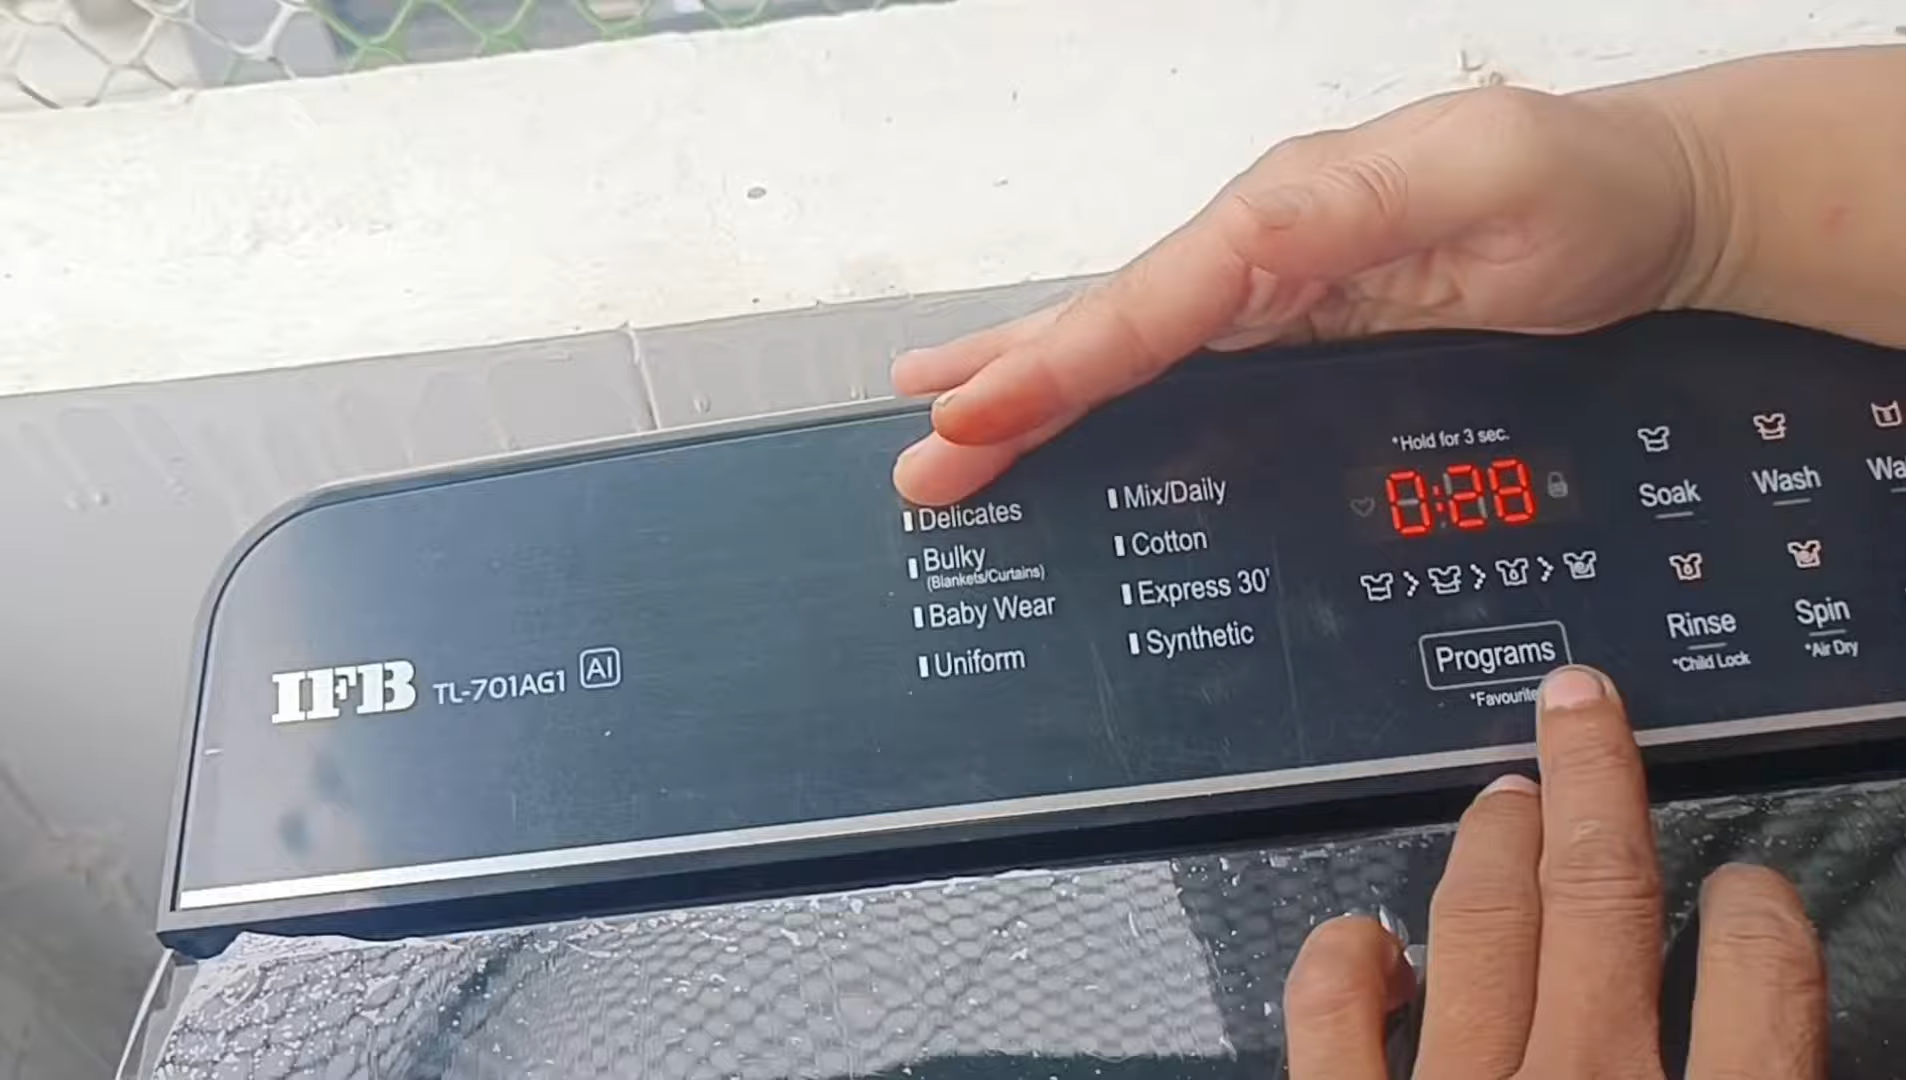 IFB TL-701AG1 AI
Delicates
Bulky
(Blankets/Curtains)
Baby Wear
Uniform
Mix/Daily
Cotton
Express 30'
Synthetic
*Hold for 3 sec.
0:28
Programs
*Favourite
Soak
Wash
Wa
Rinse
*Child Lock
Spin
*Air Dry